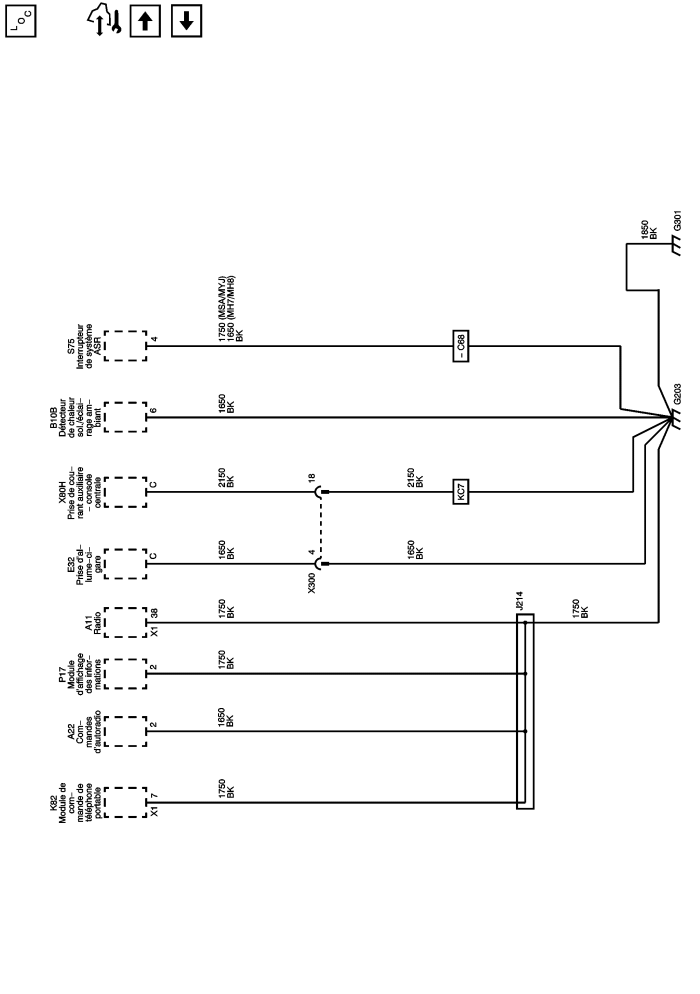 LOC
S75
Interrupteur
de système
ASR
4
1750 (MSA/MYJ)
1650 (MH7/MH8)
BK
– C68
1850
BK
G301
B10B
Détecteur
de chaleur
sol./éclai–
rage am–
biant
6
1650
BK
G203
X80H
Prise de cou–
rant auxiliaire
– console
centrale
C
2150
BK
18
2150
BK
KC7
E32
Prise d'al–
lume–ci–
gare
C
1650
BK
4
X300
1650
BK
A11
Radio
38
X1
1750
BK
J214
1750
BK
P17
Module
d'affichage
des infor–
mations
2
1750
BK
A22
Com–
mandes
d'autoradio
2
1650
BK
K82
Module de
com–
mande de
téléphone
portable
7
X1
1750
BK